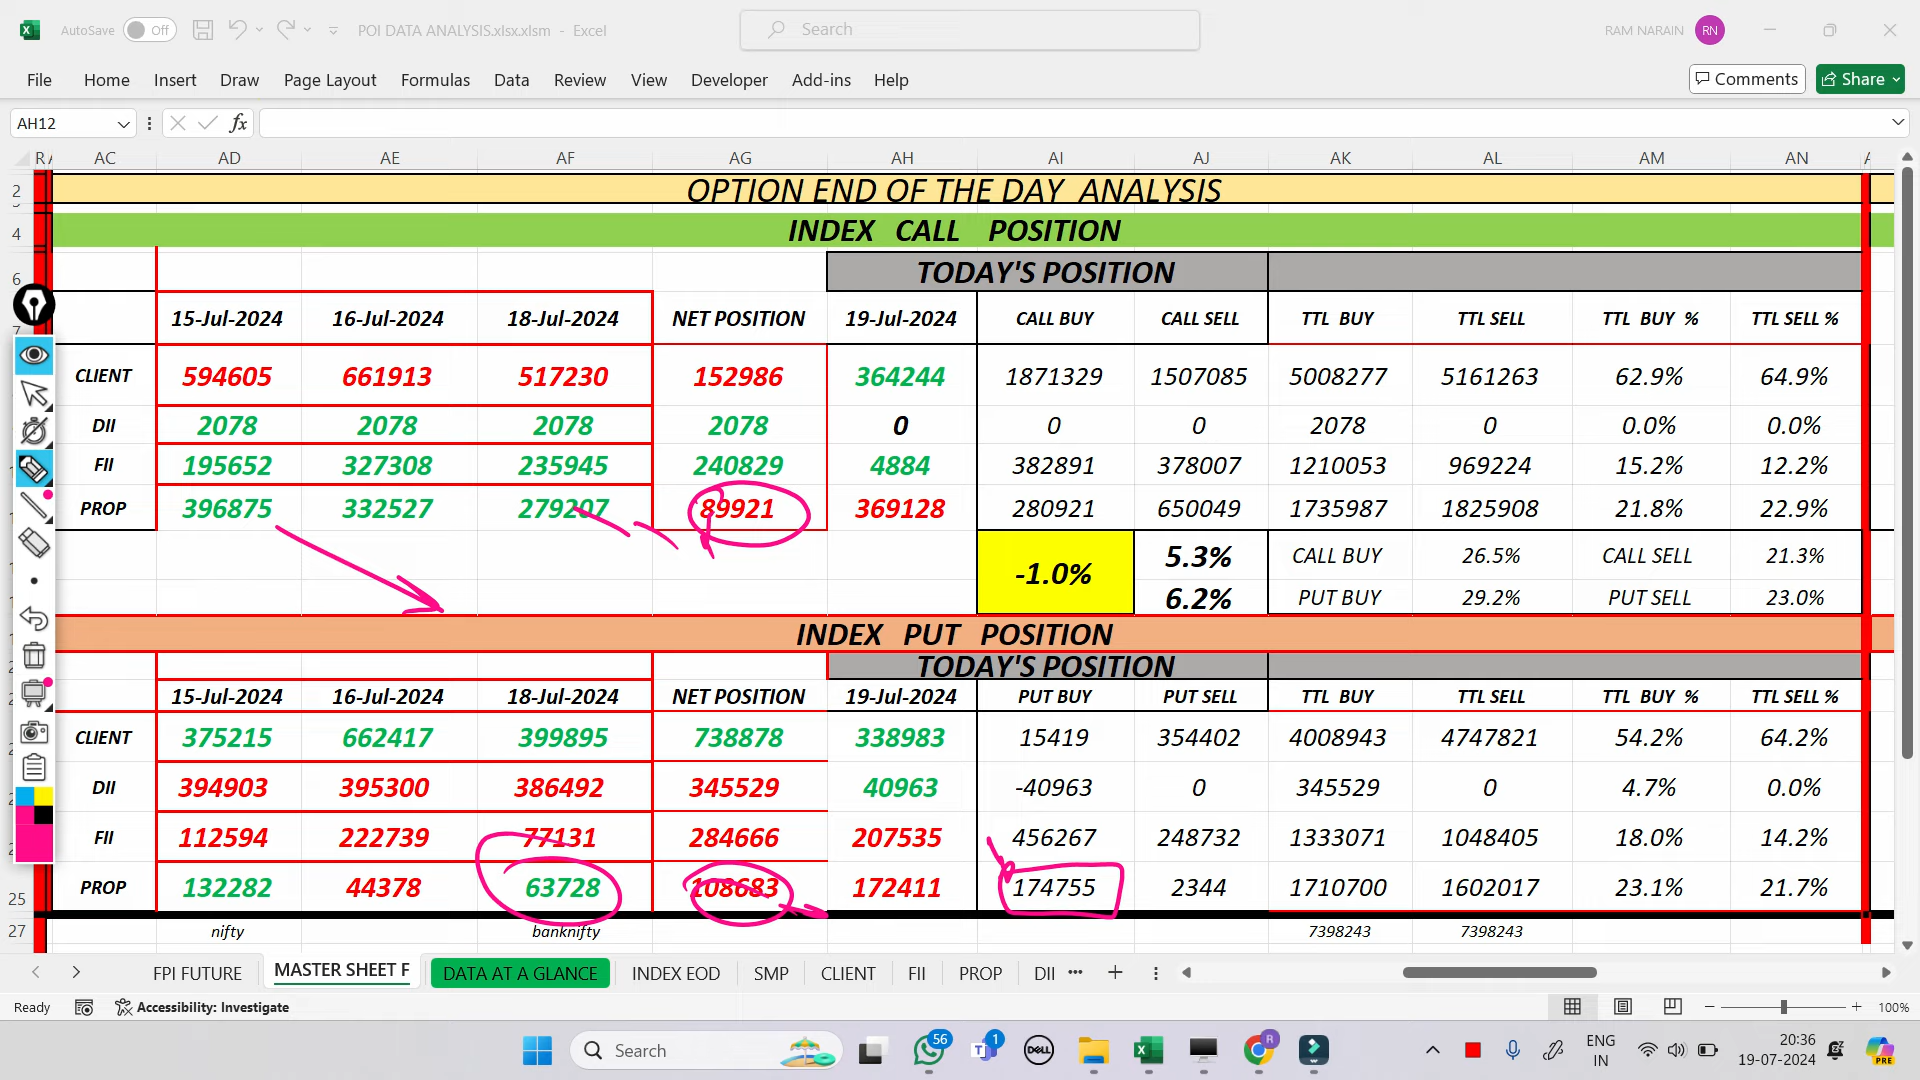 AutoSave Off POI DATA ANALYSIS.xlsx.xlsm - Excel Search RAM NARAIN RN
File Home Insert Draw Page Layout Formulas Data Review View Developer Add-ins Help Comments Share
AH12 fx
AC AD AE AF AG AH AI AJ AK AL AM AN
2 OPTION END OF THE DAY ANALYSIS
4 INDEX CALL POSITION
6 TODAY'S POSITION
7 15-Jul-2024 16-Jul-2024 18-Jul-2024 NET POSITION 19-Jul-2024 CALL BUY CALL SELL TTL BUY TTL SELL TTL BUY % TTL SELL %
CLIENT 594605 661913 517230 152986 364244 1871329 1507085 5008277 5161263 62.9% 64.9%
DII 2078 2078 2078 2078 0 0 0 2078 0 0.0% 0.0%
FII 195652 327308 235945 240829 4884 382891 378007 1210053 969224 15.2% 12.2%
PROP 396875 332527 279207 89921 369128 280921 650049 1735987 1825908 21.8% 22.9%
-1.0% 5.3% CALL BUY 26.5% CALL SELL 21.3%
6.2% PUT BUY 29.2% PUT SELL 23.0%
INDEX PUT POSITION
TODAY'S POSITION
15-Jul-2024 16-Jul-2024 18-Jul-2024 NET POSITION 19-Jul-2024 PUT BUY PUT SELL TTL BUY TTL SELL TTL BUY % TTL SELL %
CLIENT 375215 662417 399895 738878 338983 15419 354402 4008943 4747821 54.2% 64.2%
DII 394903 395300 386492 345529 40963 -40963 0 345529 0 4.7% 0.0%
FII 112594 222739 77131 284666 207535 456267 248732 1333071 1048405 18.0% 14.2%
25 PROP 132282 44378 63728 108683 172411 174755 2344 1710700 1602017 23.1% 21.7%
27 nifty banknifty 7398243 7398243
FPI FUTURE MASTER SHEET F DATA AT A GLANCE INDEX EOD SMP CLIENT FII PROP DII
Ready Accessibility: Investigate 100%
Search 56 1 DELL R ENG IN 20:36 19-07-2024 PRE